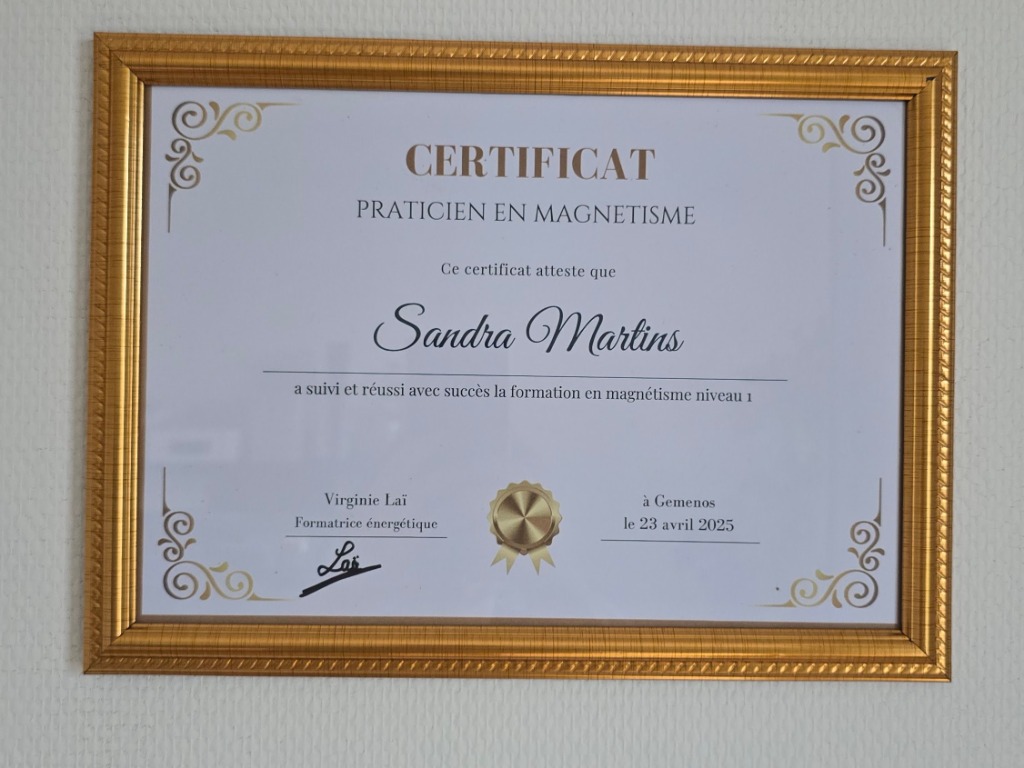 CERTIFICAT
PRATICIEN EN MAGNETISME
Ce certificat atteste que
Sandra Martins
a suivi et réussi avec succès la formation en magnétisme niveau 1
Virginie Laï
Formatrice énergétique
Laï
à Gemenos
le 23 avril 2025